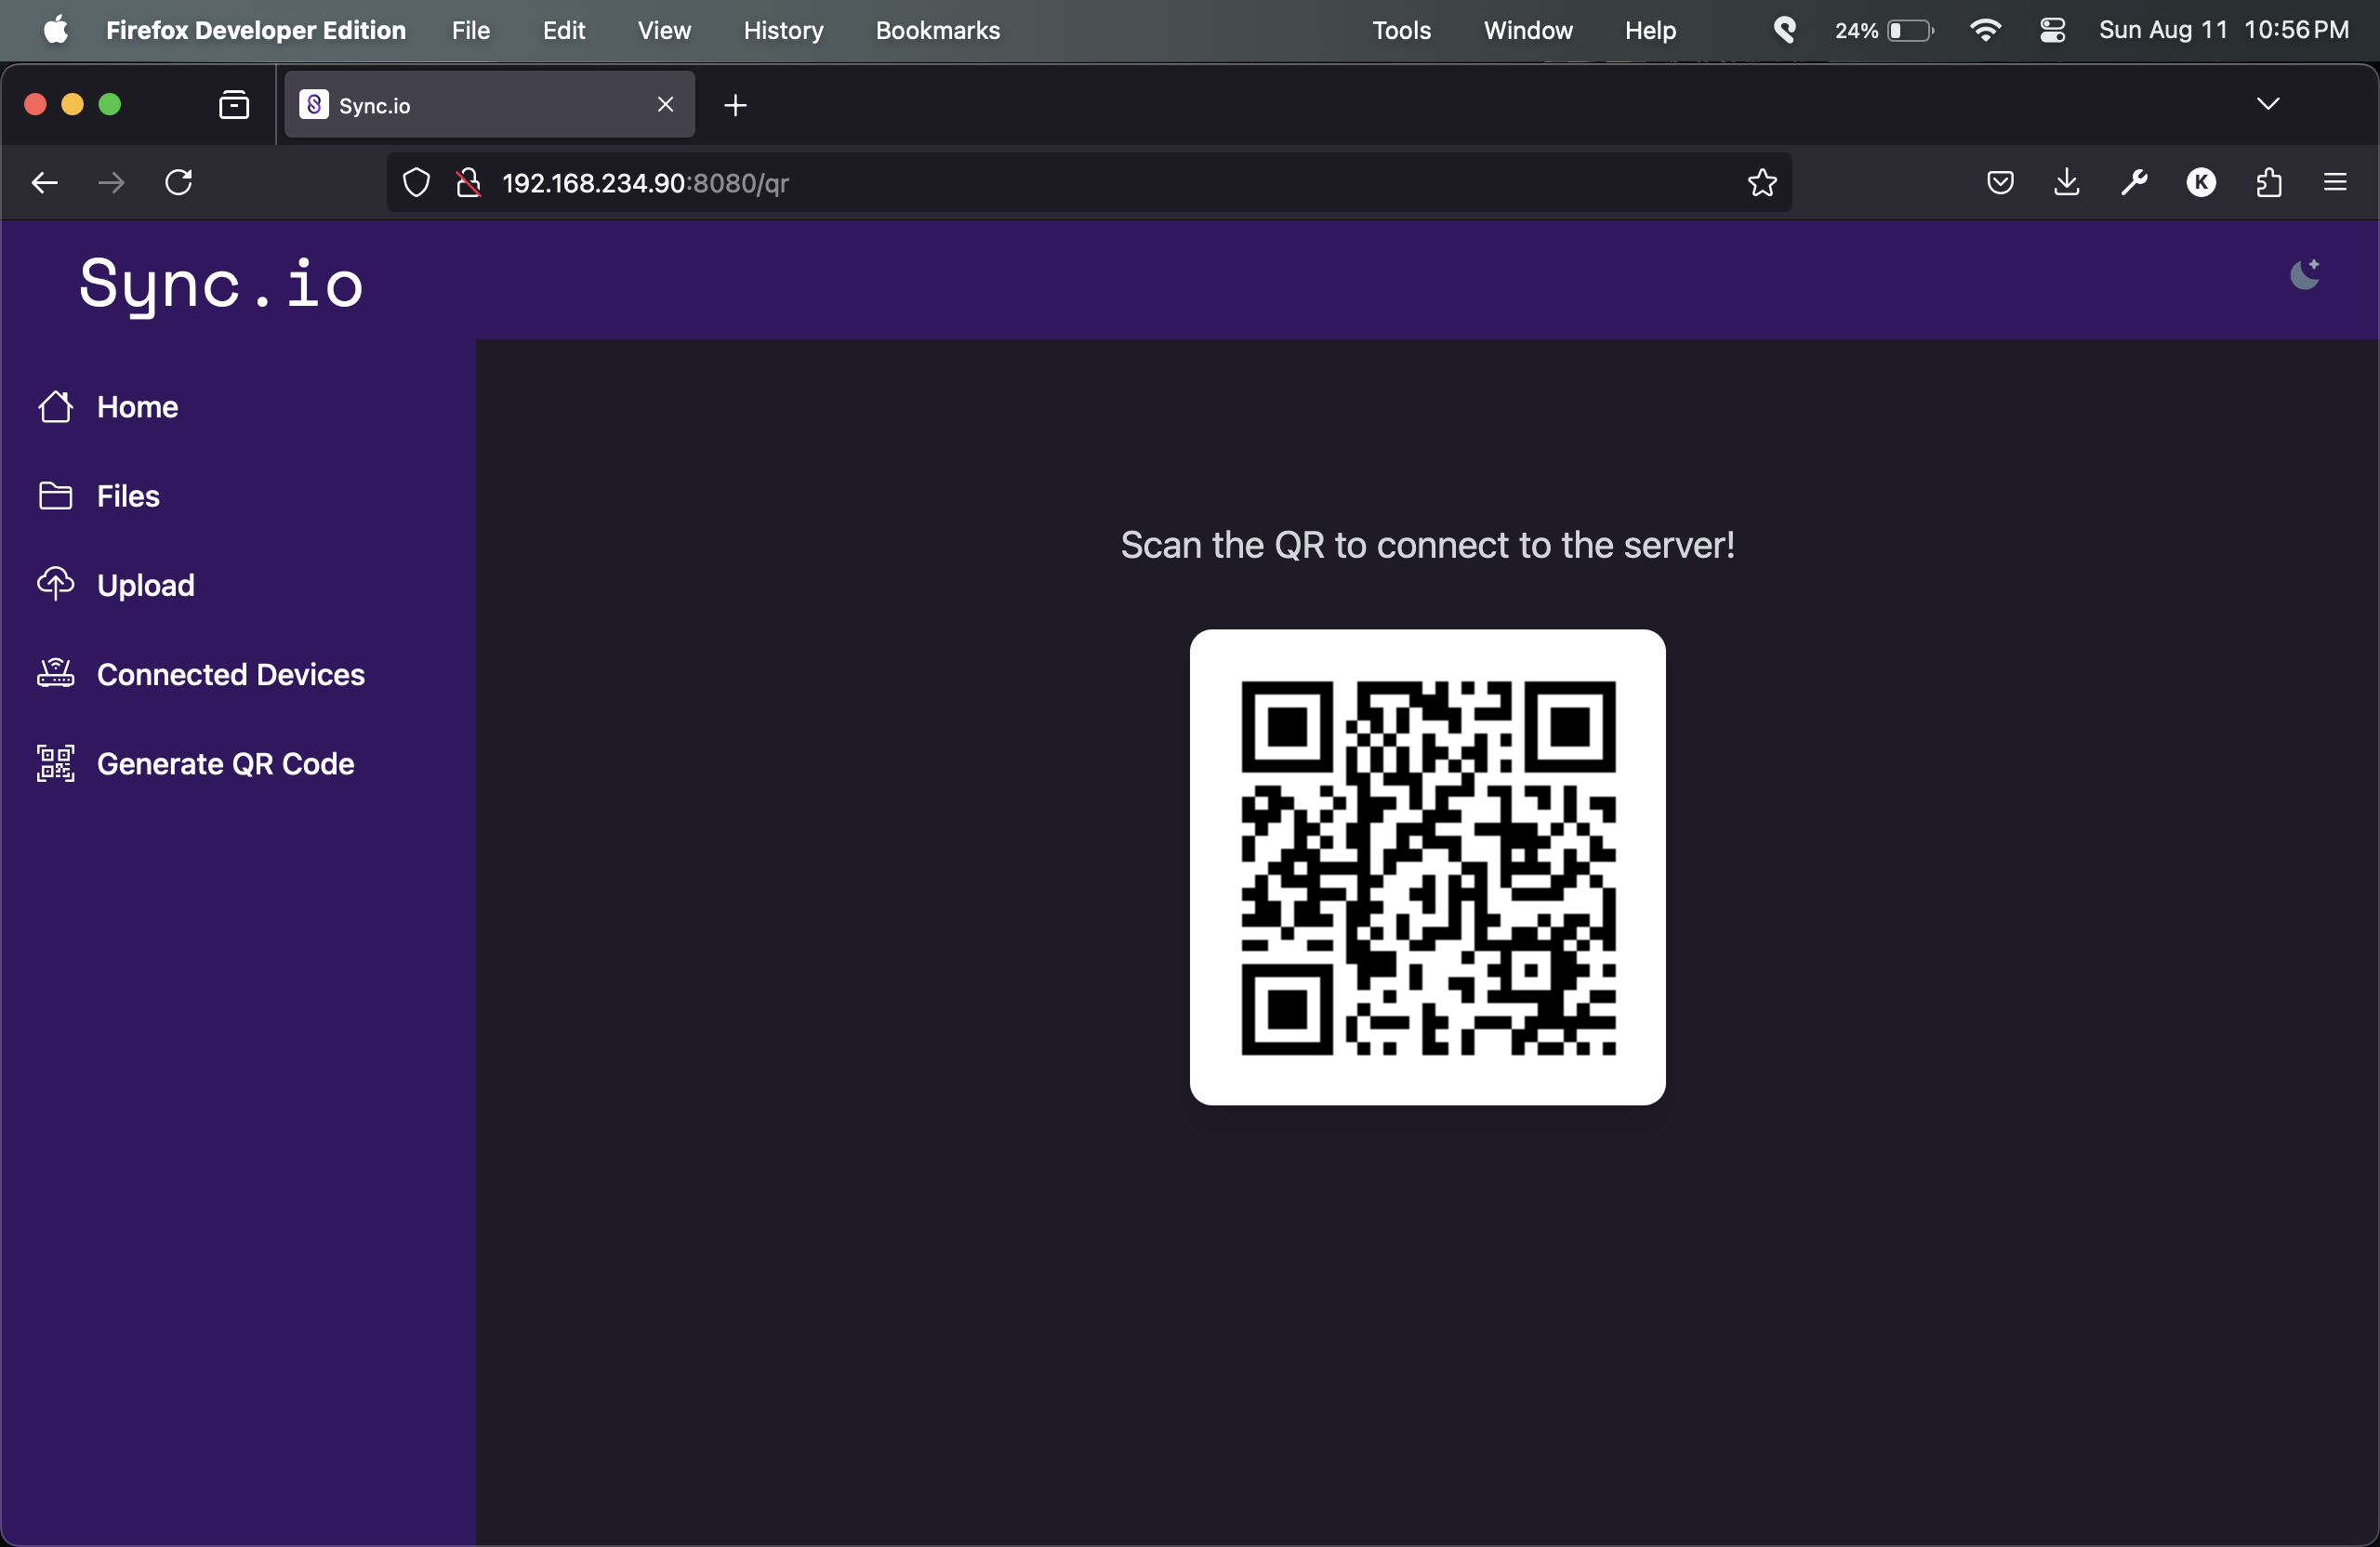 Firefox Developer Edition File Edit View History Bookmarks Tools Window Help 24% Sun Aug 11 10:56 PM
Sync.io
192.168.234.90:8080/qr K
Sync.io
Home
Files
Upload
Connected Devices
Generate QR Code
Scan the QR to connect to the server!